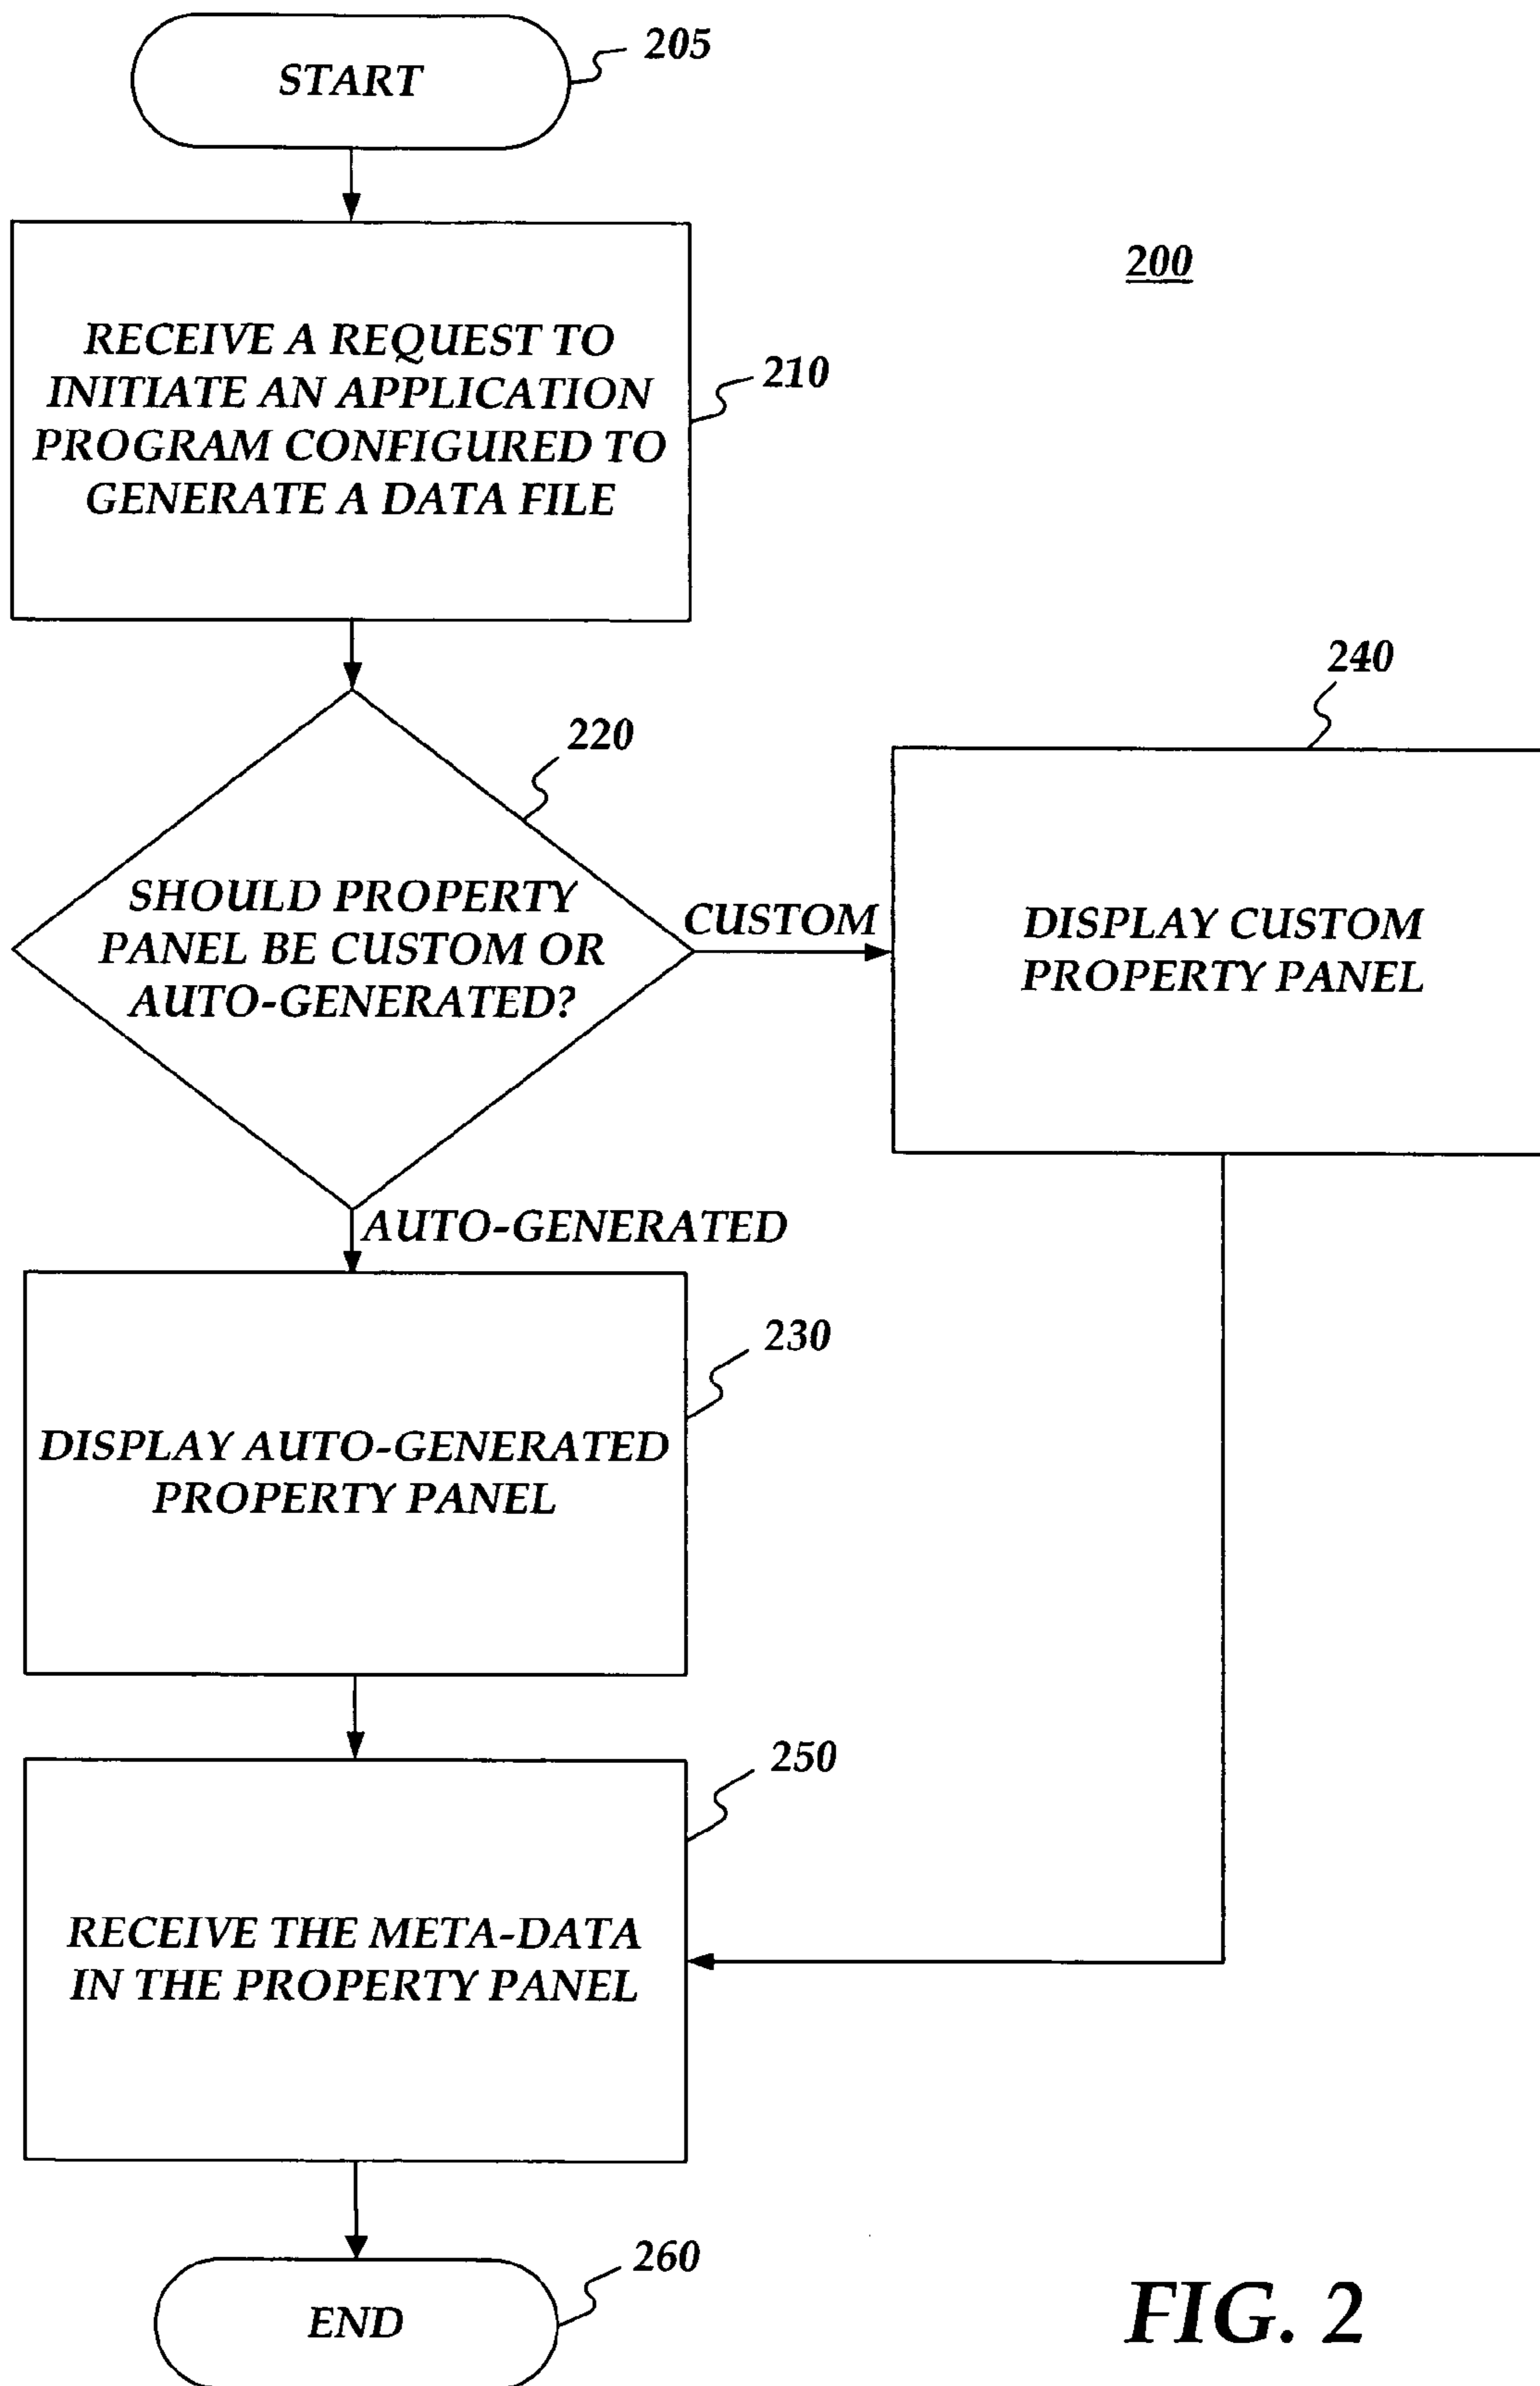 START
205
200
RECEIVE A REQUEST TO
INITIATE AN APPLICATION
PROGRAM CONFIGURED TO
GENERATE A DATA FILE
210
220
240
SHOULD PROPERTY
PANEL BE CUSTOM OR
AUTO-GENERATED?
CUSTOM
DISPLAY CUSTOM
PROPERTY PANEL
AUTO-GENERATED
230
DISPLAY AUTO-GENERATED
PROPERTY PANEL
250
RECEIVE THE META-DATA
IN THE PROPERTY PANEL
260
END
FIG. 2